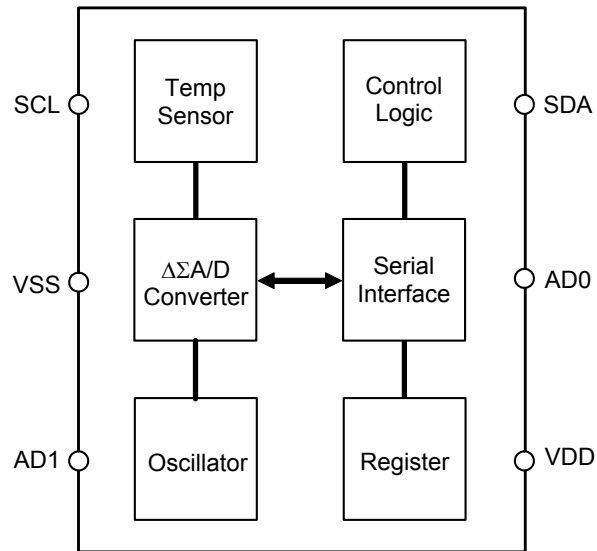 Temp
Sensor
Control
Logic
SCL
SDA
ΔΣA/D
Converter
Serial
Interface
VSS
AD0
AD1
Oscillator
Register
VDD